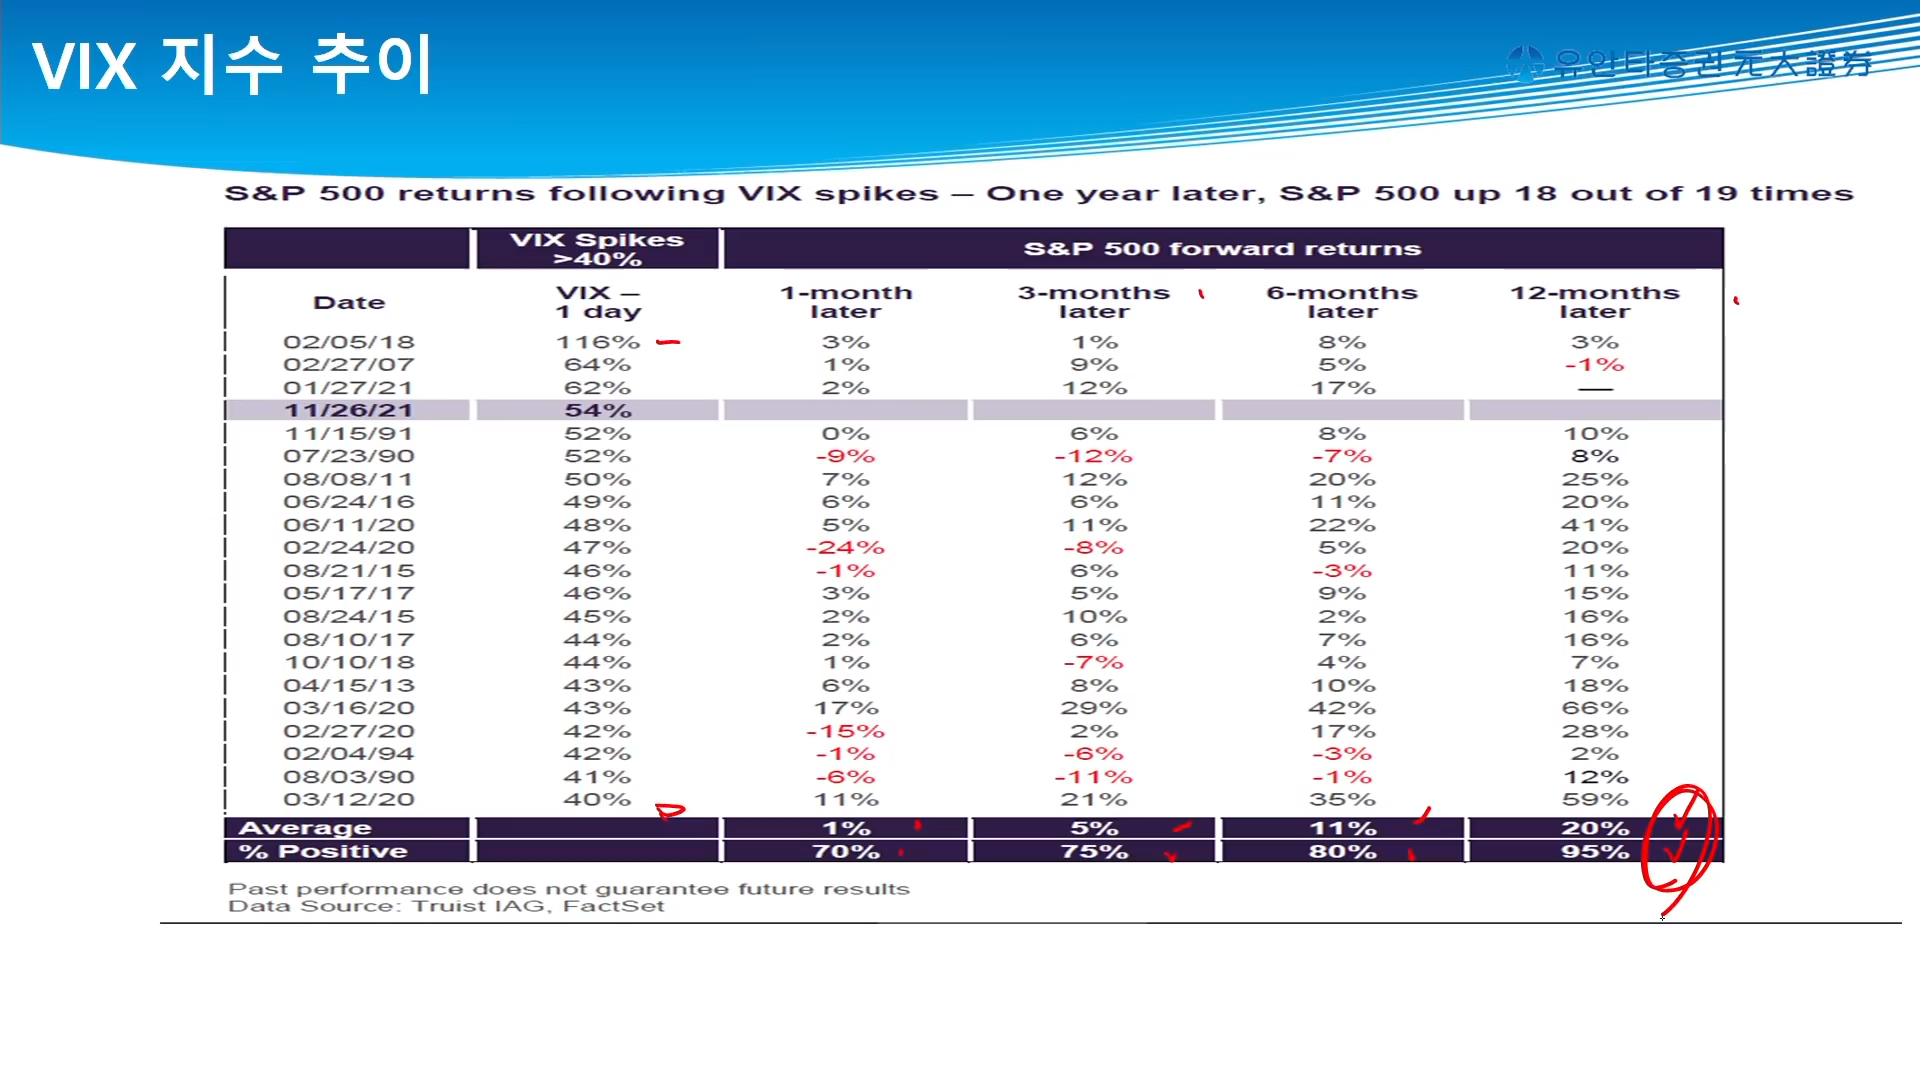 VIX 지수 추이
유안타증권 元大證券
S&P 500 returns following VIX spikes – One year later, S&P 500 up 18 out of 19 times
VIX Spikes >40% S&P 500 forward returns
Date VIX – 1 day 1-month later 3-months later 6-months later 12-months later
02/05/18 116% 3% 1% 8% 3%
02/27/07 64% 1% 9% 5% -1%
01/27/21 62% 2% 12% 17% —
11/26/21 54%
11/15/91 52% 0% 6% 8% 10%
07/23/90 52% -9% -12% -7% 8%
08/08/11 50% 7% 12% 20% 25%
06/24/16 49% 6% 6% 11% 20%
06/11/20 48% 5% 11% 22% 41%
02/24/20 47% -24% -8% 5% 20%
08/21/15 46% -1% 6% -3% 11%
05/17/17 46% 3% 5% 9% 15%
08/24/15 45% 2% 10% 2% 16%
08/10/17 44% 2% 6% 7% 16%
10/10/18 44% 1% -7% 4% 7%
04/15/13 43% 6% 8% 10% 18%
03/16/20 43% 17% 29% 42% 66%
02/27/20 42% -15% 2% 17% 28%
02/04/94 42% -1% -6% -3% 2%
08/03/90 41% -6% -11% -1% 12%
03/12/20 40% 11% 21% 35% 59%
Average 1% 5% 11% 20%
% Positive 70% 75% 80% 95%
Past performance does not guarantee future results
Data Source: Truist IAG, FactSet